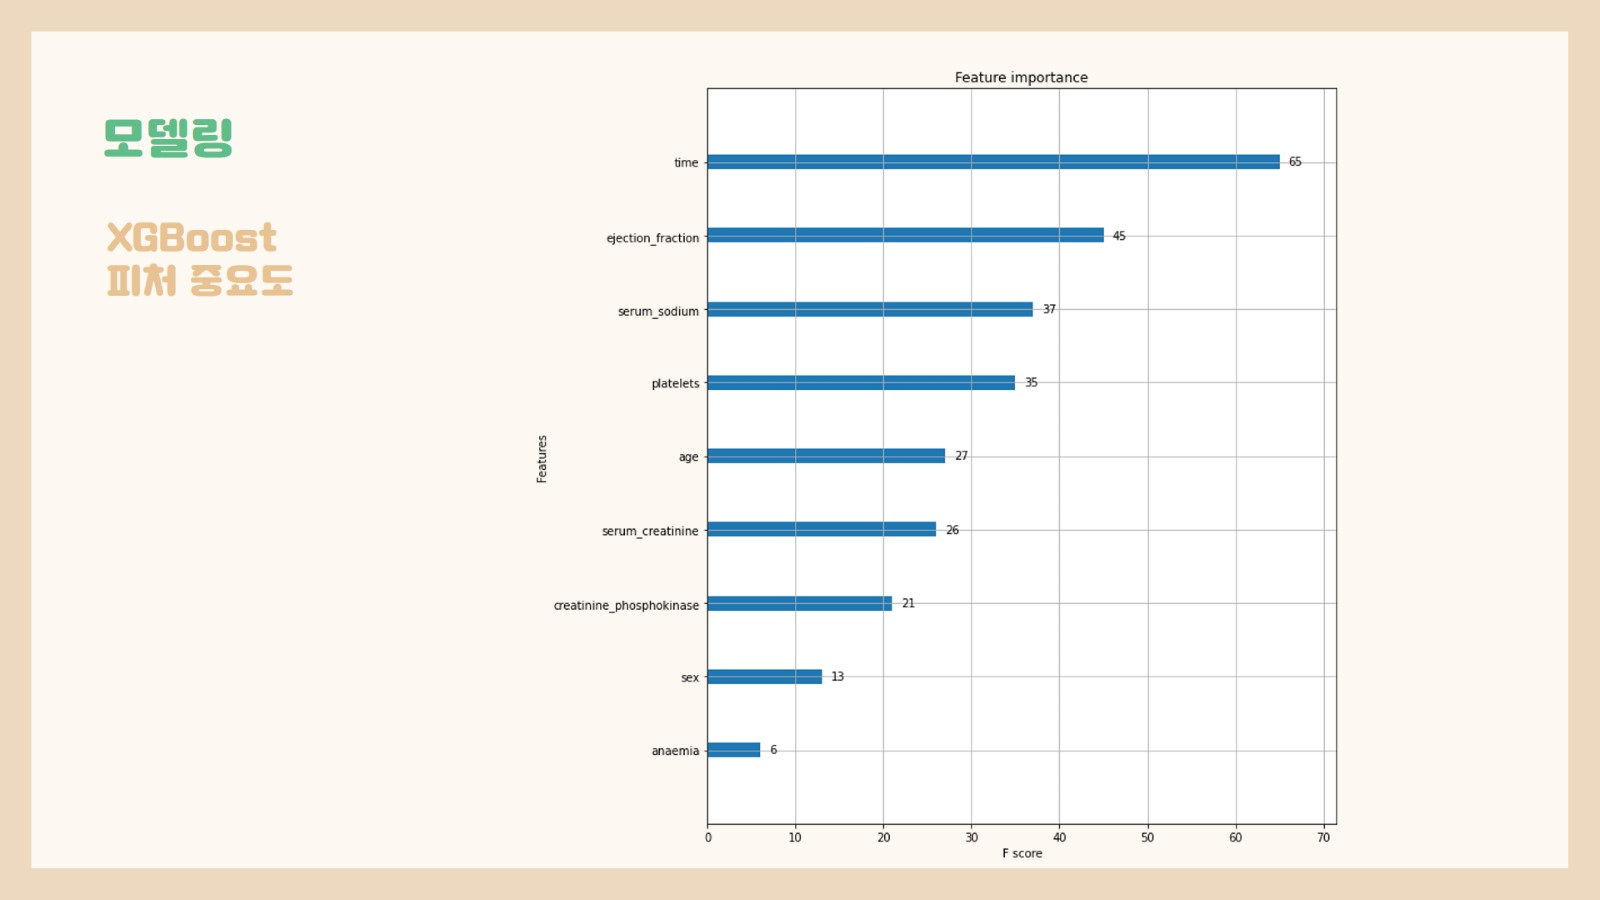 모델링
XGBoost
피처 중요도
Feature importance
time 65
ejection_fraction 45
serum_sodium 37
platelets 35
age 27
serum_creatinine 26
creatinine_phosphokinase 21
sex 13
anaemia 6
Features
0 10 20 30 40 50 60 70
F score